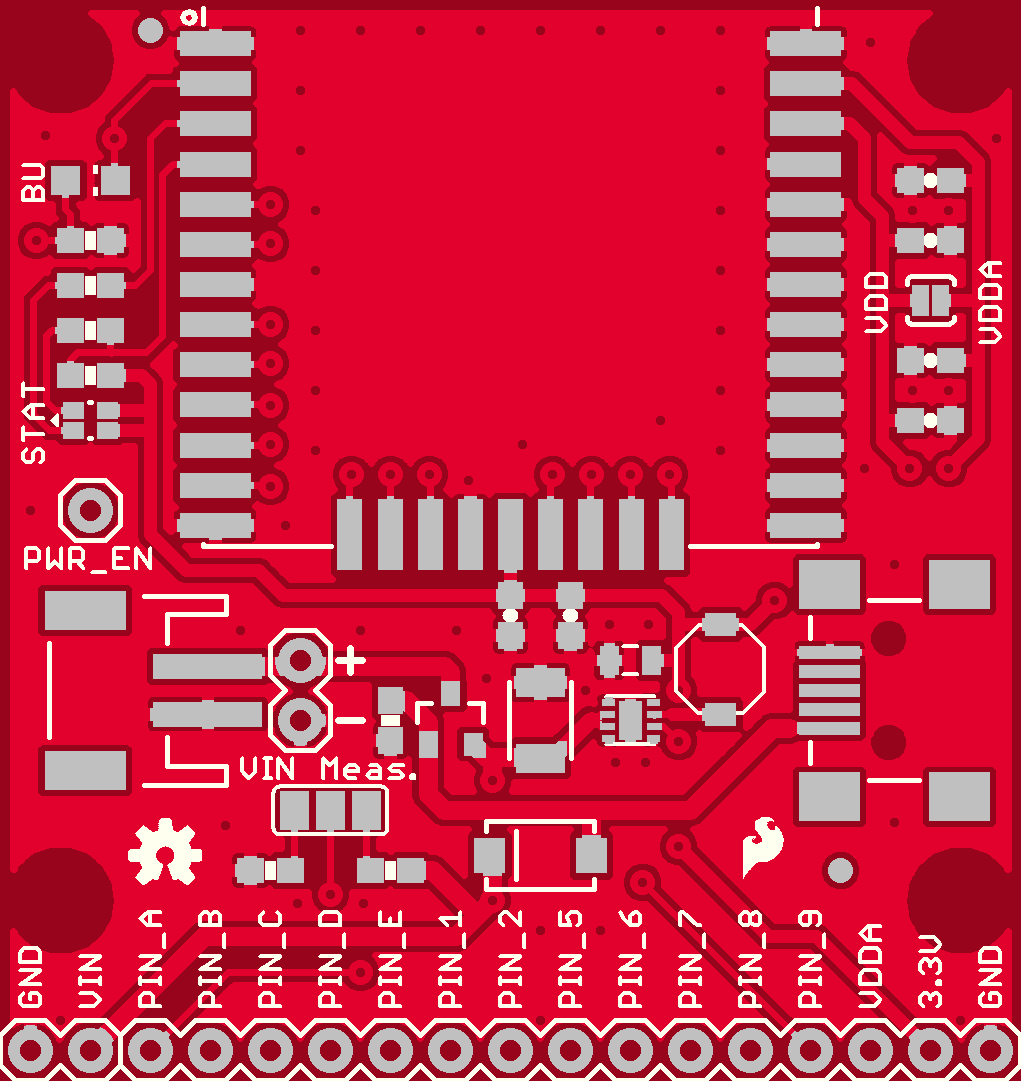 BU
VDD
VDDA
STAT
PWR_EN
+
-
VIN Meas.
GND
VIN
PIN_A
PIN_B
PIN_C
PIN_D
PIN_E
PIN_1
PIN_2
PIN_5
PIN_6
PIN_7
PIN_8
PIN_9
VDDA
3.3V
GND